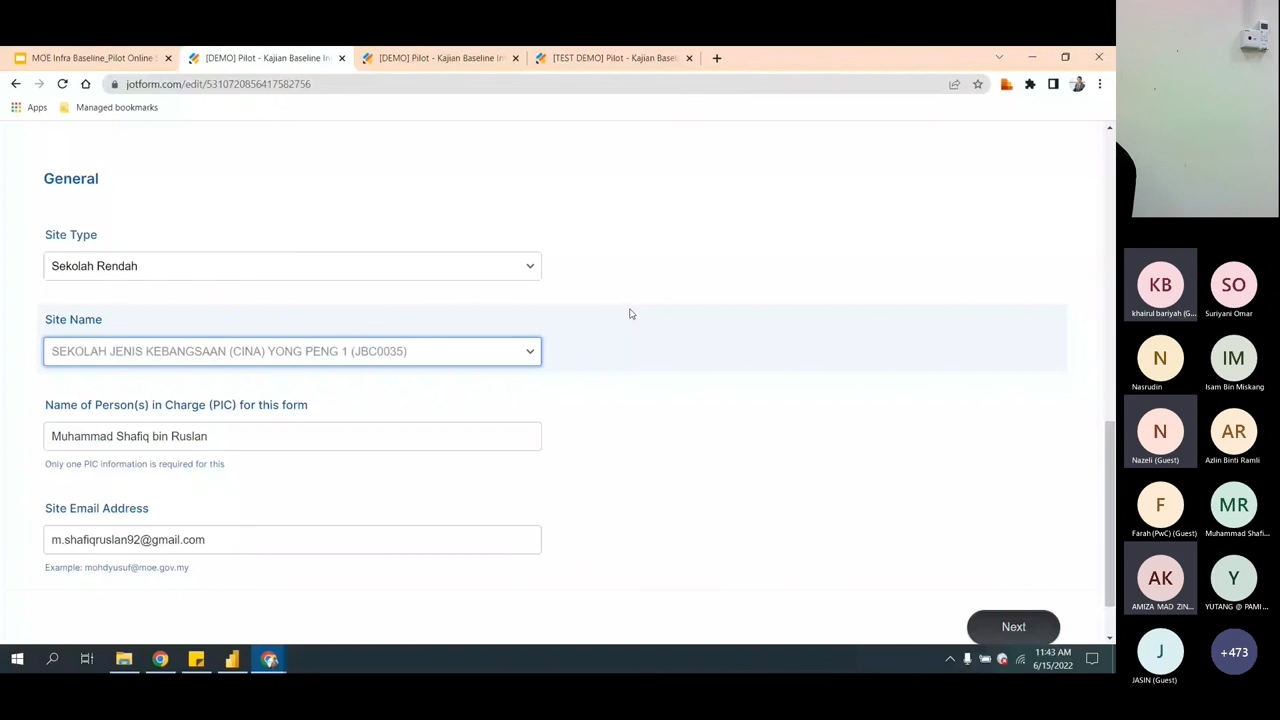 MOE Infra Baseline_Pilot Online
[DEMO] Pilot - Kajian Baseline In
[DEMO] Pilot - Kajian Baseline In
[TEST DEMO] Pilot - Kajian Basel
jotform.com/edit/5310720856417582756
Apps
Managed bookmarks
General
Site Type
Sekolah Rendah
Site Name
SEKOLAH JENIS KEBANGSAAN (CINA) YONG PENG 1 (JBC0035)
Name of Person(s) in Charge (PIC) for this form
Muhammad Shafiq bin Ruslan
Only one PIC information is required for this
Site Email Address
m.shafiqruslan92@gmail.com
Example: mohdyusuf@moe.gov.my
Next
11:43 AM
6/15/2022
KB
khairul bariyah (G...
SO
Suriyani Omar
N
Nasrudin
IM
Isam Bin Miskang
N
Nazeli (Guest)
AR
Azlin Binti Ramli
F
Farah (PwC) (Guest)
MR
Muhammad Shafi...
AK
AMIZA MAD ZIN...
Y
YUTANG @ PAMI ...
J
JASIN (Guest)
+473